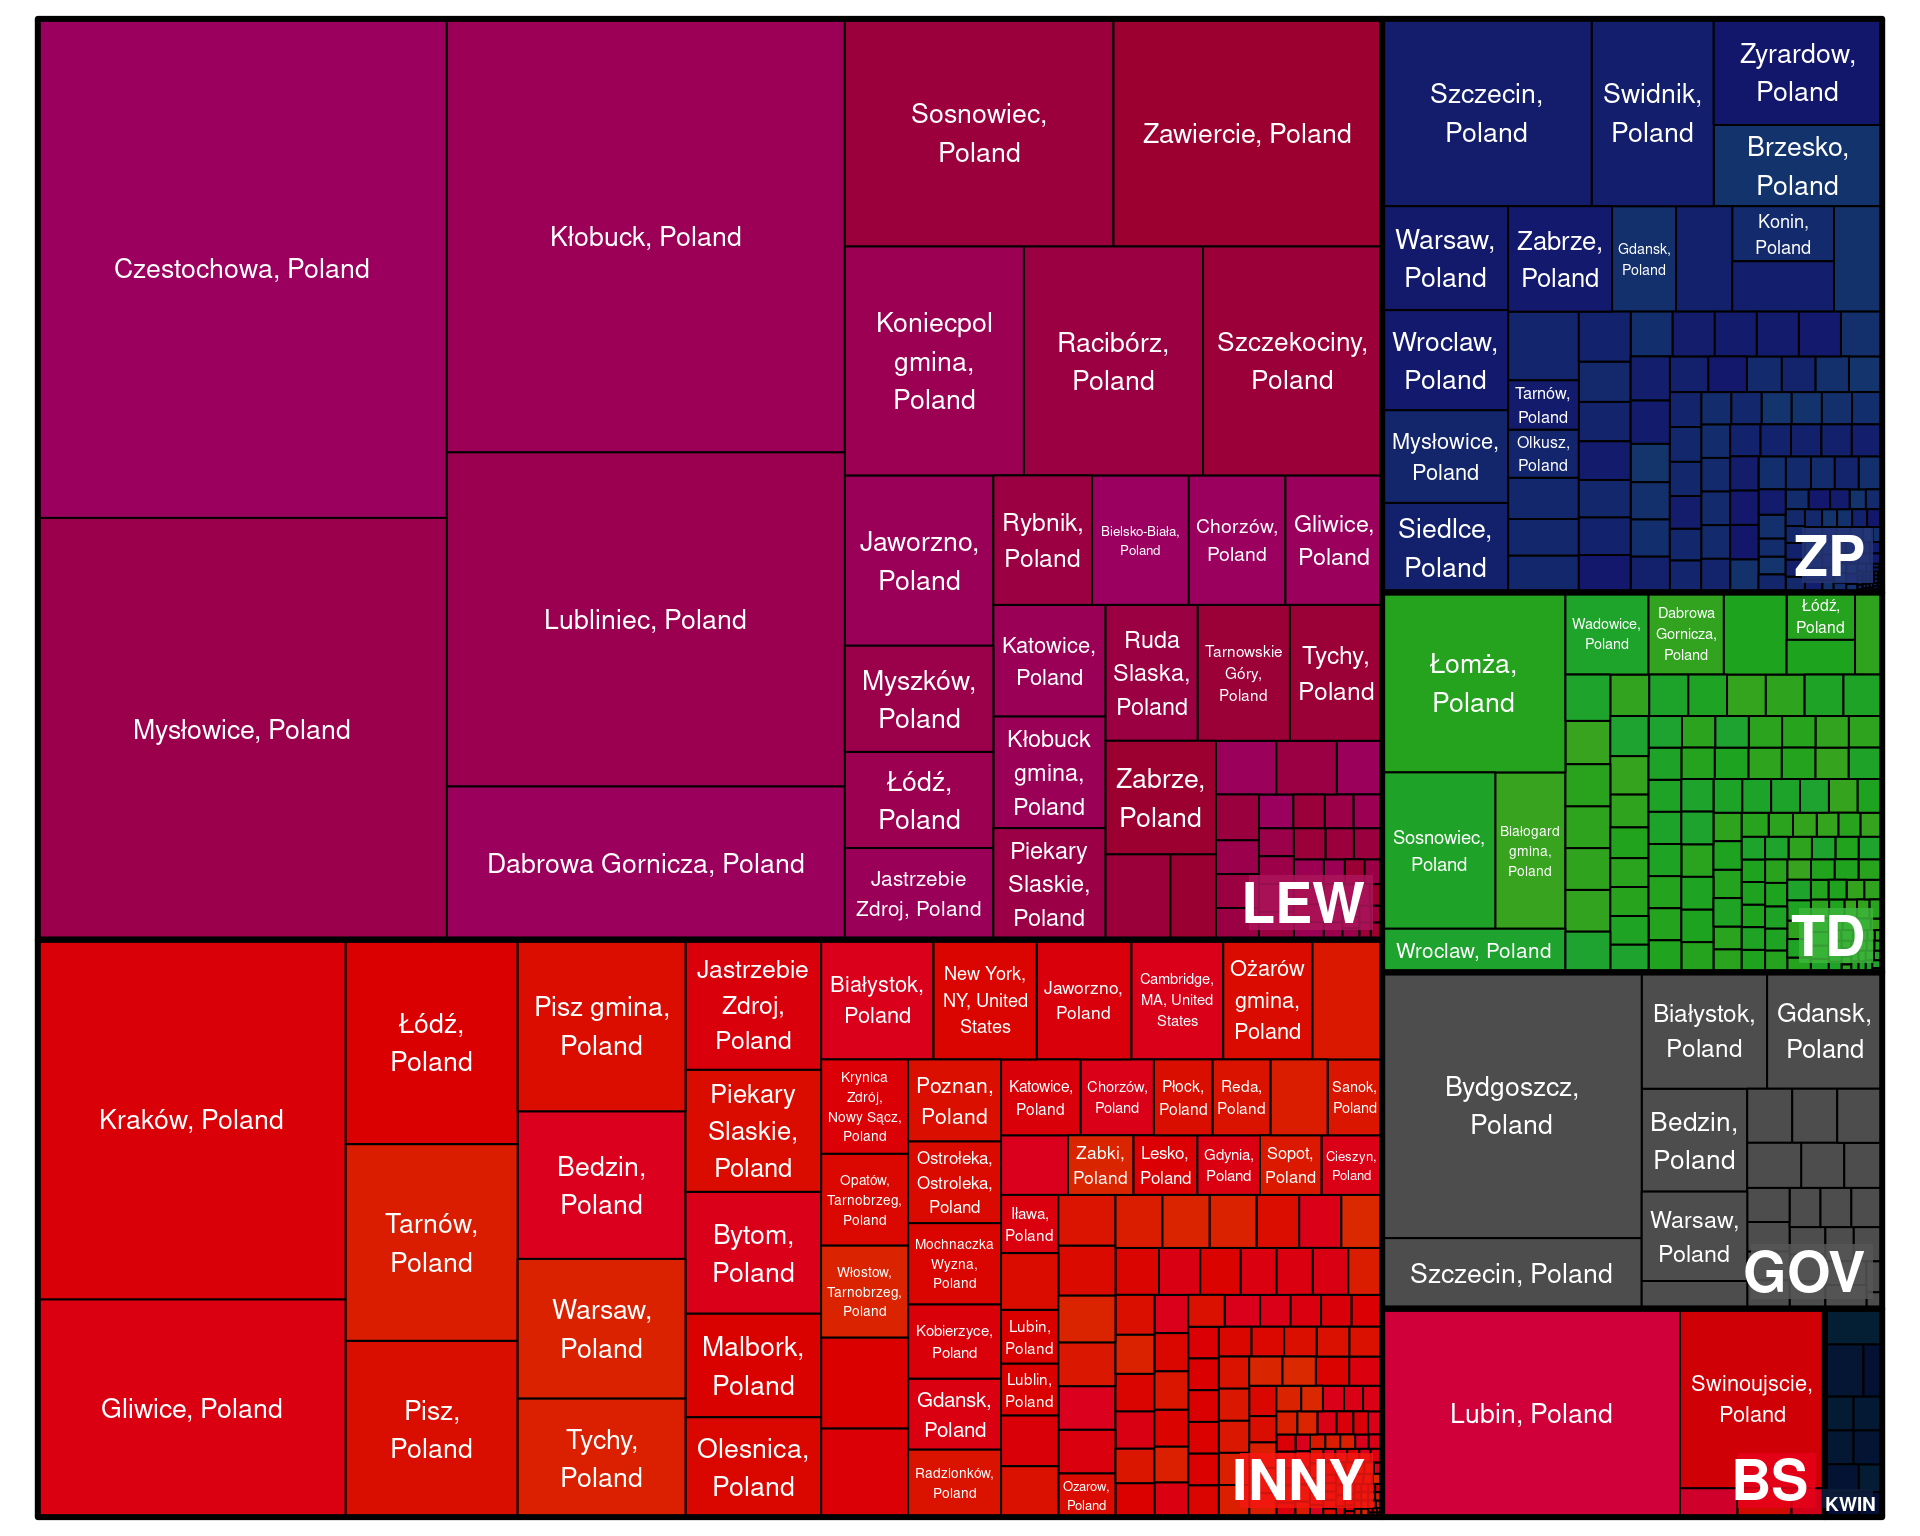 Czestochowa, Poland
Mysłowice, Poland
Kłobuck, Poland
Lubliniec, Poland
Dabrowa Gornicza, Poland
Sosnowiec,
Poland
Zawiercie, Poland
Koniecpol
gmina,
Poland
Racibórz,
Poland
Szczekociny,
Poland
Jaworzno,
Poland
Myszków,
Poland
Łódź,
Poland
Jastrzebie
Zdroj, Poland
Rybnik,
Poland
Bielsko-Biała,
Poland
Chorzów,
Poland
Gliwice,
Poland
Katowice,
Poland
Kłobuck
gmina,
Poland
Piekary
Slaskie,
Poland
Ruda
Slaska,
Poland
Tarnowskie
Góry,
Poland
Tychy,
Poland
Zabrze,
Poland
LEW
Szczecin,
Poland
Swidnik,
Poland
Zyrardow,
Poland
Brzesko,
Poland
Warsaw,
Poland
Zabrze,
Poland
Gdansk,
Poland
Konin,
Poland
Wroclaw,
Poland
Tarnów,
Poland
Olkusz,
Poland
Mysłowice,
Poland
Siedlce,
Poland
ZP
Łomża,
Poland
Wadowice,
Poland
Dabrowa
Gornicza,
Poland
Łódź,
Poland
Sosnowiec,
Poland
Białogard
gmina,
Poland
Wroclaw, Poland
TD
Kraków, Poland
Gliwice, Poland
Łódź,
Poland
Tarnów,
Poland
Pisz,
Poland
Pisz gmina,
Poland
Bedzin,
Poland
Warsaw,
Poland
Tychy,
Poland
Jastrzebie
Zdroj,
Poland
Piekary
Slaskie,
Poland
Bytom,
Poland
Malbork,
Poland
Olesnica,
Poland
Białystok,
Poland
New York,
NY, United
States
Jaworzno,
Poland
Cambridge,
MA, United
States
Ożarów
gmina,
Poland
Krynica
Zdrój,
Nowy Sącz,
Poland
Opatów,
Tarnobrzeg,
Poland
Włostow,
Tarnobrzeg,
Poland
Poznan,
Poland
Ostrołeka,
Ostroleka,
Poland
Mochnaczka
Wyzna,
Poland
Kobierzyce,
Poland
Gdansk,
Poland
Radzionków,
Poland
Katowice,
Poland
Chorzów,
Poland
Płock,
Poland
Reda,
Poland
Sanok,
Poland
Zabki,
Poland
Lesko,
Poland
Gdynia,
Poland
Sopot,
Poland
Cieszyn,
Poland
Iława,
Poland
Lubin,
Poland
Lublin,
Poland
Ozarow,
Poland
INNY
Bydgoszcz,
Poland
Szczecin, Poland
Białystok,
Poland
Gdansk,
Poland
Bedzin,
Poland
Warsaw,
Poland
GOV
Lubin, Poland
Swinoujscie,
Poland
BS
KWIN